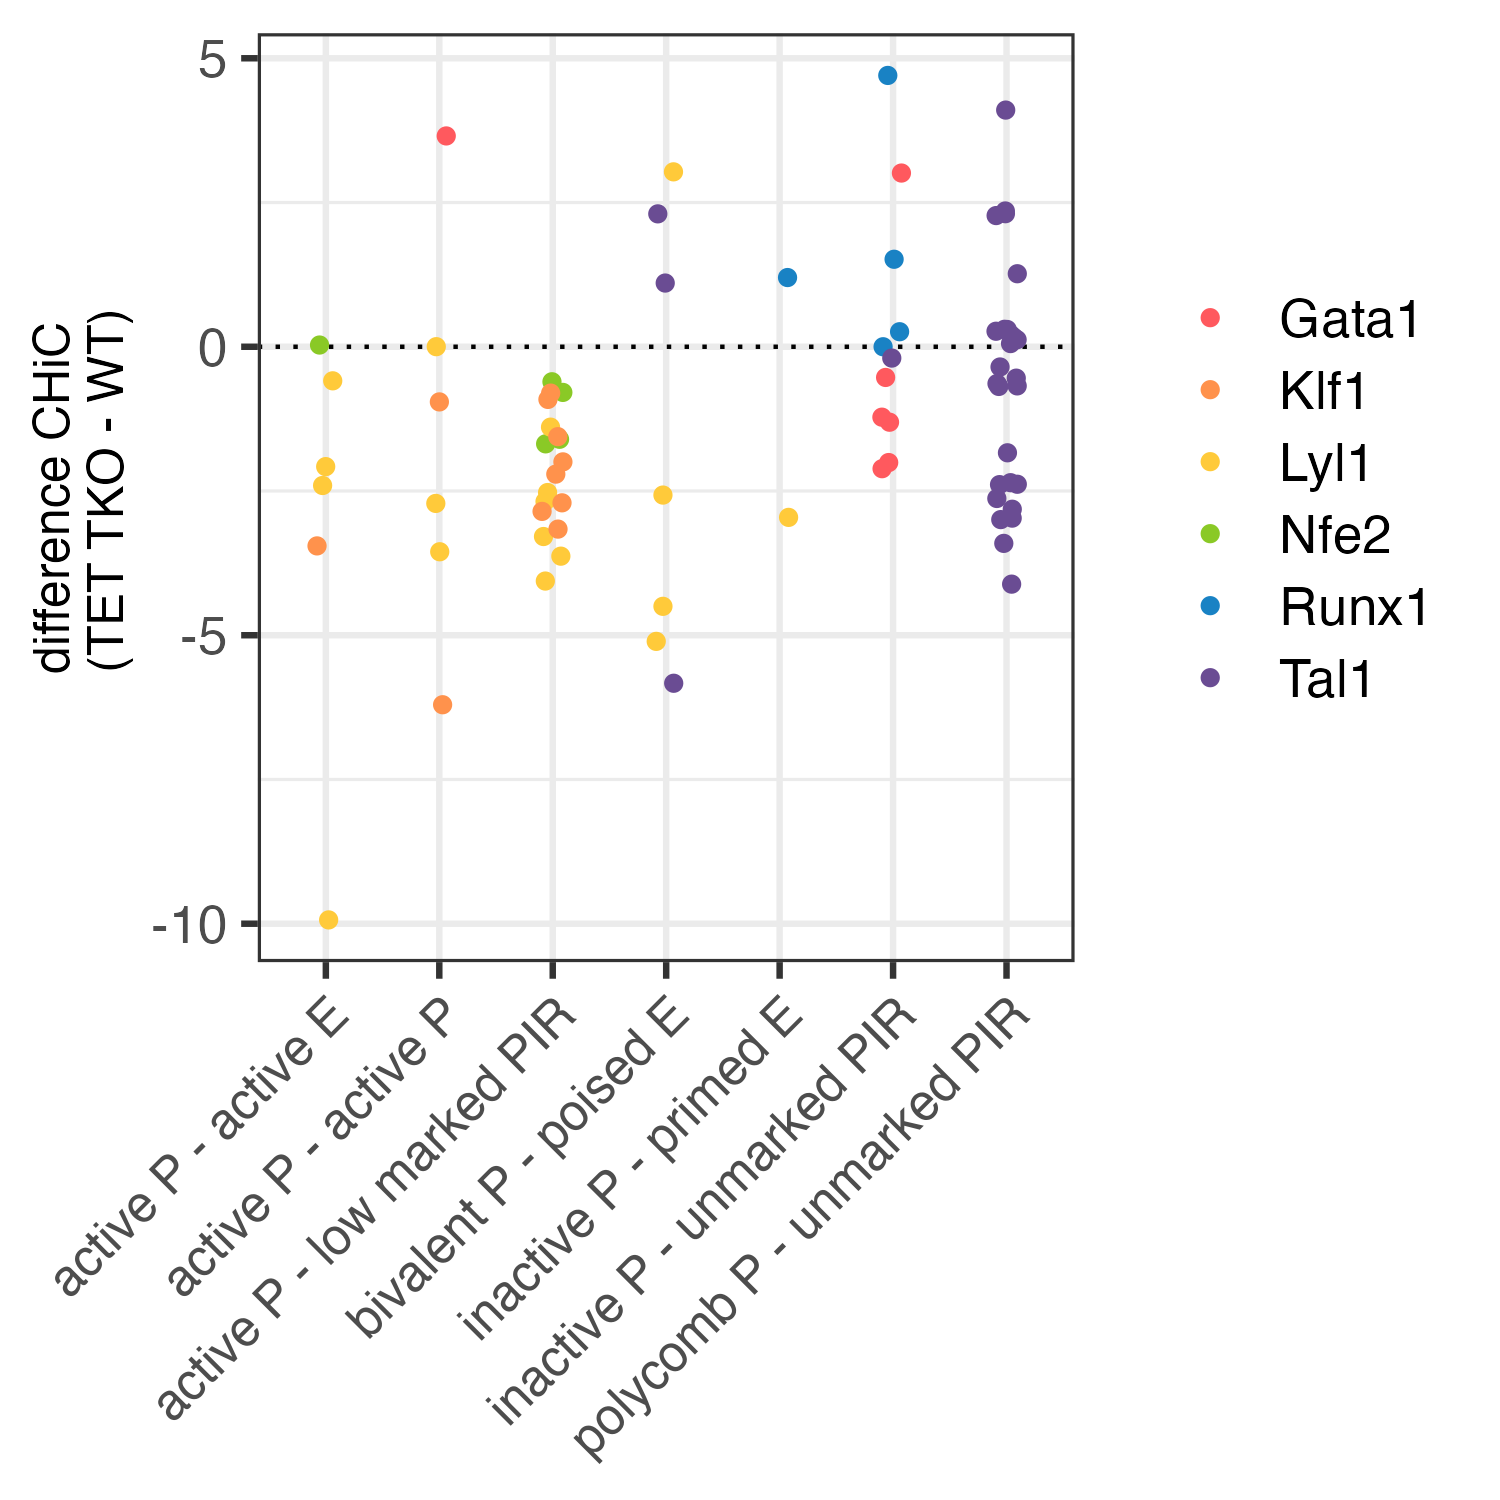 difference CHiC
(TET TKO - WT)
5
0
-5
-10
active P - active E
active P - active P
active P - low marked PIR
bivalent P - poised E
inactive P - primed E
inactive P - unmarked PIR
polycomb P - unmarked PIR
Gata1
Klf1
Lyl1
Nfe2
Runx1
Tal1